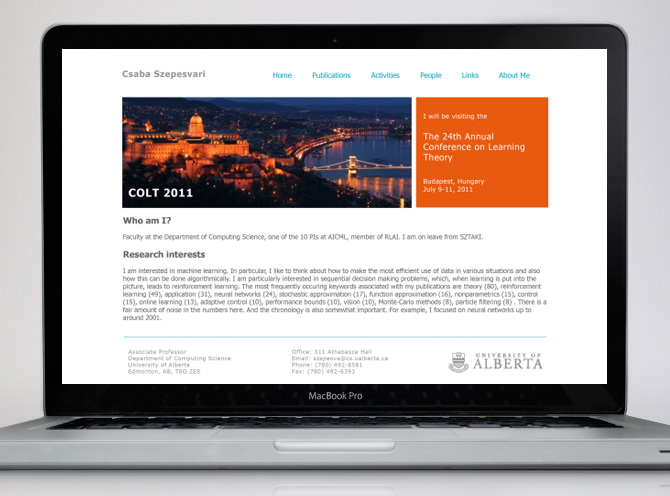 Csaba Szepesvari
Home Publications Activities People Links About Me
COLT 2011
I will be visiting the
The 24th Annual
Conference on Learning
Theory
Budapest, Hungary
July 9-11, 2011
Who am I?
Faculty at the Department of Computing Science, one of the 10 PIs at AICML, member of RLAI. I am on leave from SZTAKI.
Research interests
I am interested in machine learning. In particular, I like to think about how to make the most efficient use of data in various situations and also
how this can be done algorithmically. I am particularly interested in sequential decision making problems, which, when learning is put into the
picture, leads to reinforcement learning. The most frequently occuring keywords associated with my publications are theory (80), reinforcement
learning (49), application (31), neural networks (24), stochastic approximation (17), function approximation (16), nonparametrics (15), control
(15), online learning (13), adaptive control (10), performance bounds (10), vision (10), Monte-Carlo methods (8), particle filtering (8) . There is a
fair amount of noise in the numbers here. And the chronology is also somewhat important. For example, I focused on neural networks up to
around 2001.
Associate Professor
Department of Computing Science
University of Alberta
Edmonton, AB, T6G 2E8
Office: 311 Athabasca Hall
Email: szepesva@cs.ualberta.ca
Phone: (780) 492-8581
Fax: (780) 492-6393
UNIVERSITY OF
ALBERTA
MacBook Pro